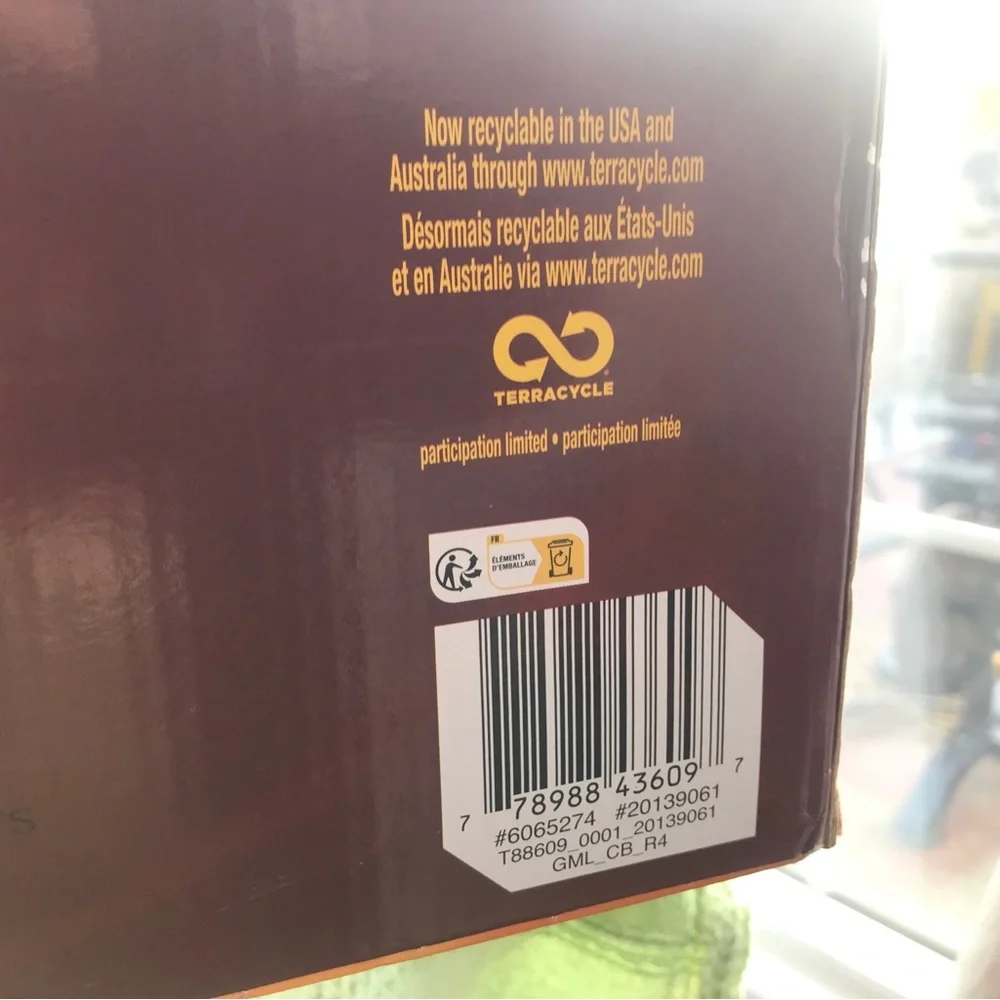 Now recyclable in the USA and
Australia through www.terracycle.com
Désormais recyclable aux États-Unis
et en Australie via www.terracycle.com
TERRACYCLE®
participation limited • participation limitée
FR
ÉLÉMENTS
D'EMBALLAGE
7 78988 43609 7
#6065274 #20139061
T88609_0001_20139061
GML_CB_R4